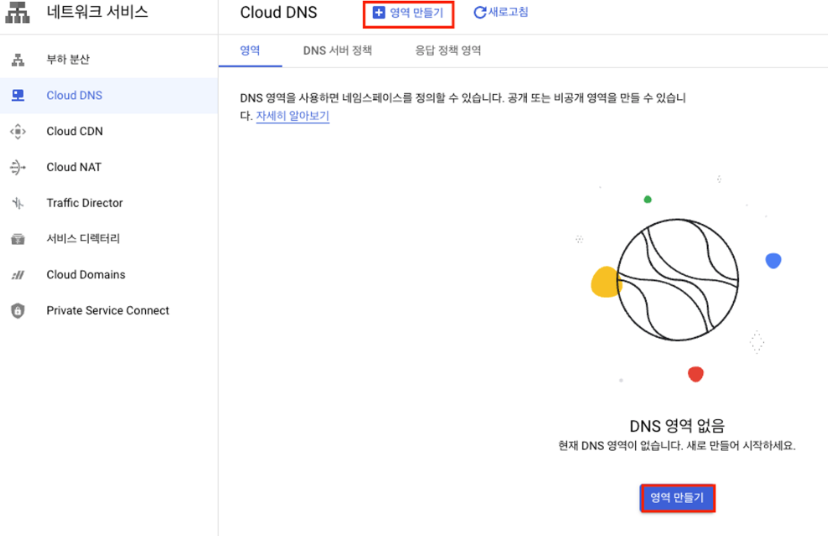 네트워크 서비스
Cloud DNS
영역 만들기
새로고침
부하 분산
Cloud DNS
Cloud CDN
Cloud NAT
Traffic Director
서비스 디렉터리
Cloud Domains
Private Service Connect
영역
DNS 서버 정책
응답 정책 영역
DNS 영역을 사용하면 네임스페이스를 정의할 수 있습니다. 공개 또는 비공개 영역을 만들 수 있습니
다. 자세히 알아보기
DNS 영역 없음
현재 DNS 영역이 없습니다. 새로 만들어 시작하세요.
영역 만들기